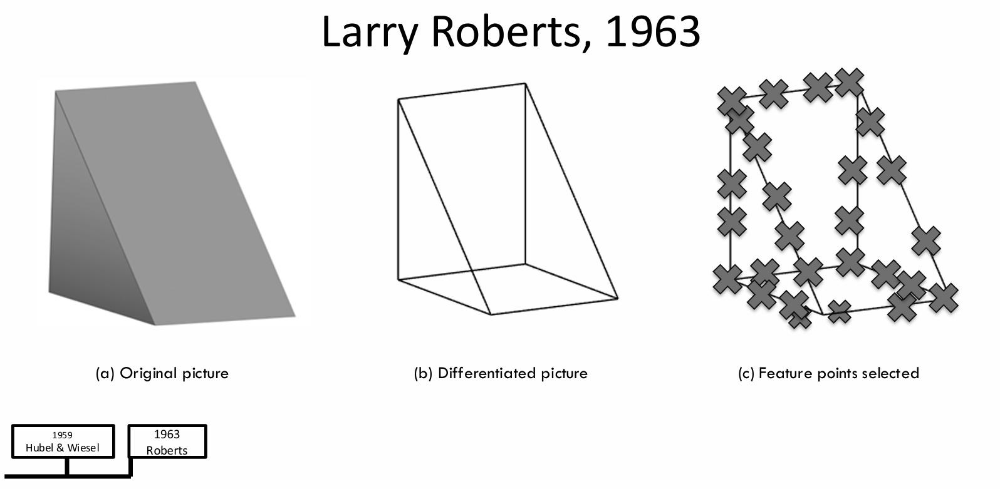 Larry Roberts, 1963
(a) Original picture
(b) Differentiated picture
(c) Feature points selected
1959
Hubel & Wiesel
1963
Roberts